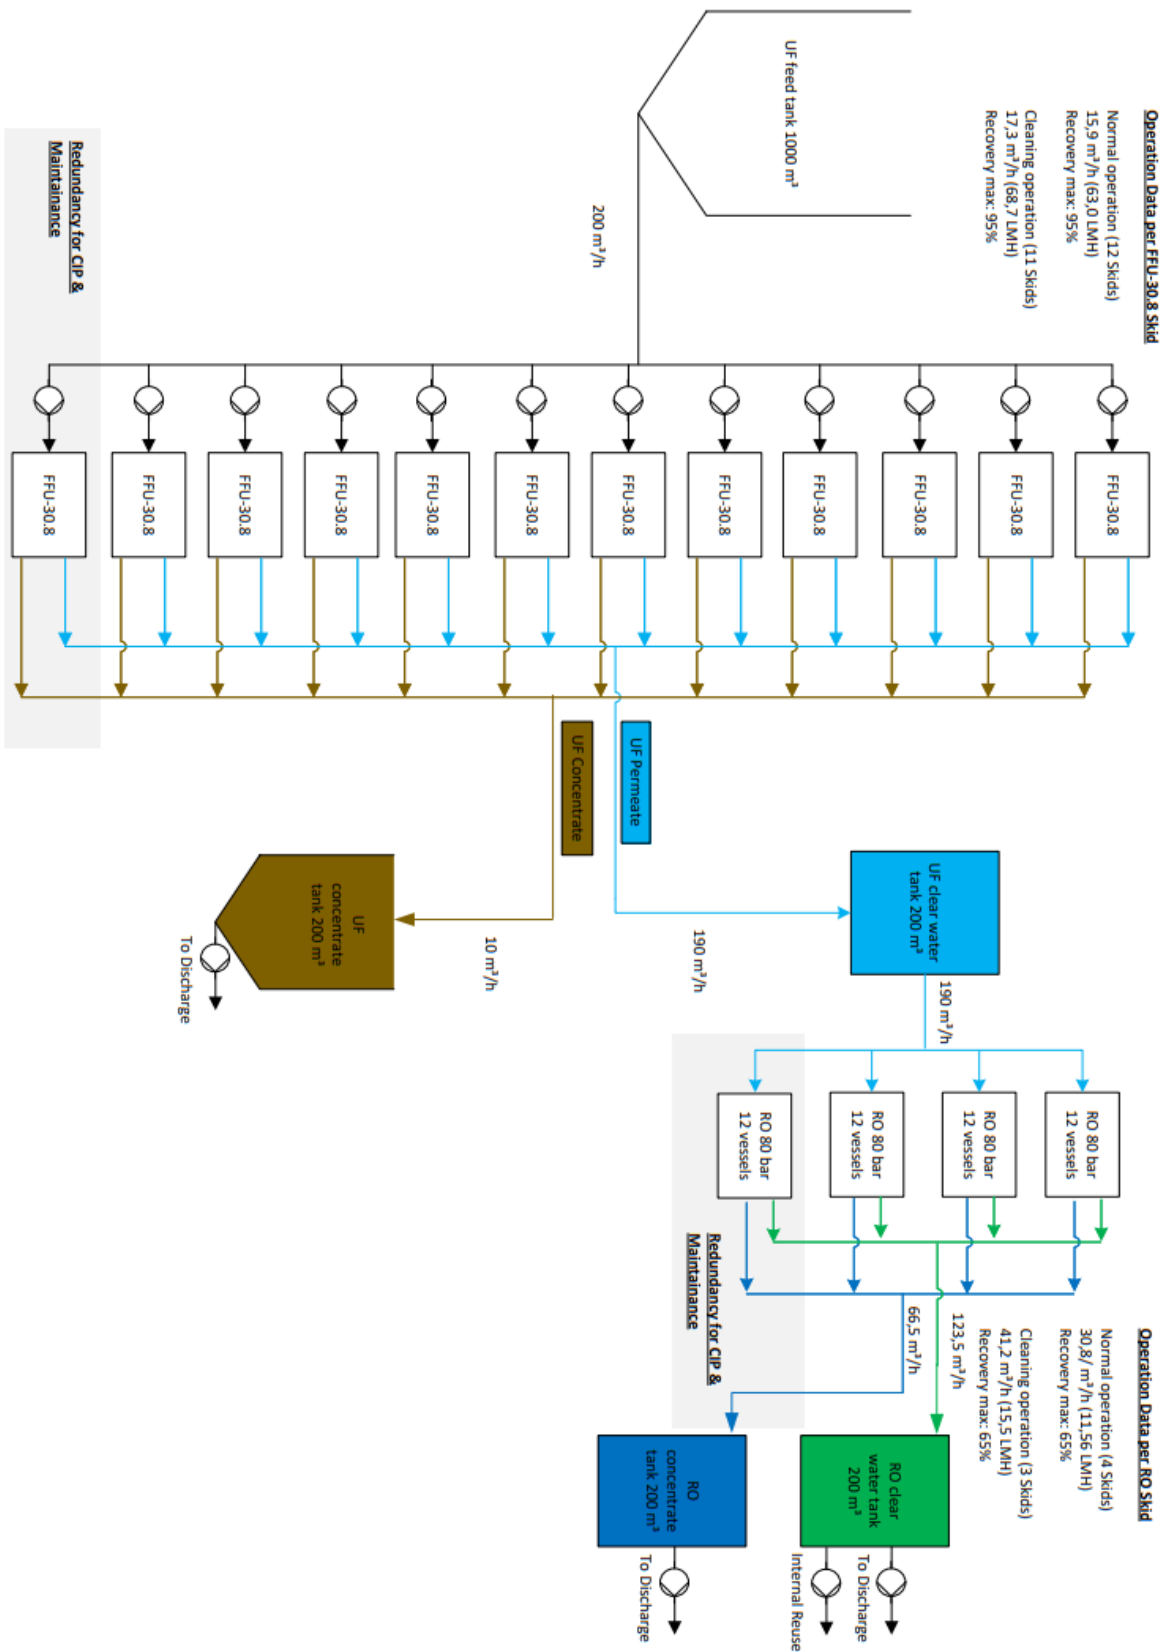 Operation Data per FFU-30.8 Skid
Normal operation (12 Skids)
15,9 m³/h (63,0 LMH)
Recovery max: 95%
Cleaning operation (11 Skids)
17,3 m³/h (68,7 LMH)
Recovery max: 95%
UF feed tank 1000 m³
200 m³/h
Redundancy for CIP &
Maintainance
FFU-30.8
FFU-30.8
FFU-30.8
FFU-30.8
FFU-30.8
FFU-30.8
FFU-30.8
FFU-30.8
FFU-30.8
FFU-30.8
FFU-30.8
FFU-30.8
UF Permeate
UF Concentrate
UF clear water
tank 200 m³
190 m³/h
190 m³/h
10 m³/h
UF
concentrate
tank 200 m³
To Discharge
RO 80 bar
12 vessels
RO 80 bar
12 vessels
RO 80 bar
12 vessels
RO 80 bar
12 vessels
Redundancy for CIP &
Maintainance
Operation Data per RO Skid
Normal operation (4 Skids)
30,8/ m³/h (11,56 LMH)
Recovery max: 65%
Cleaning operation (3 Skids)
41,2 m³/h (15,5 LMH)
Recovery max: 65%
123,5 m³/h
66,5 m³/h
RO clear
water tank
200 m³
RO
concentrate
tank 200 m³
To Discharge
Internal Reuse
To Discharge